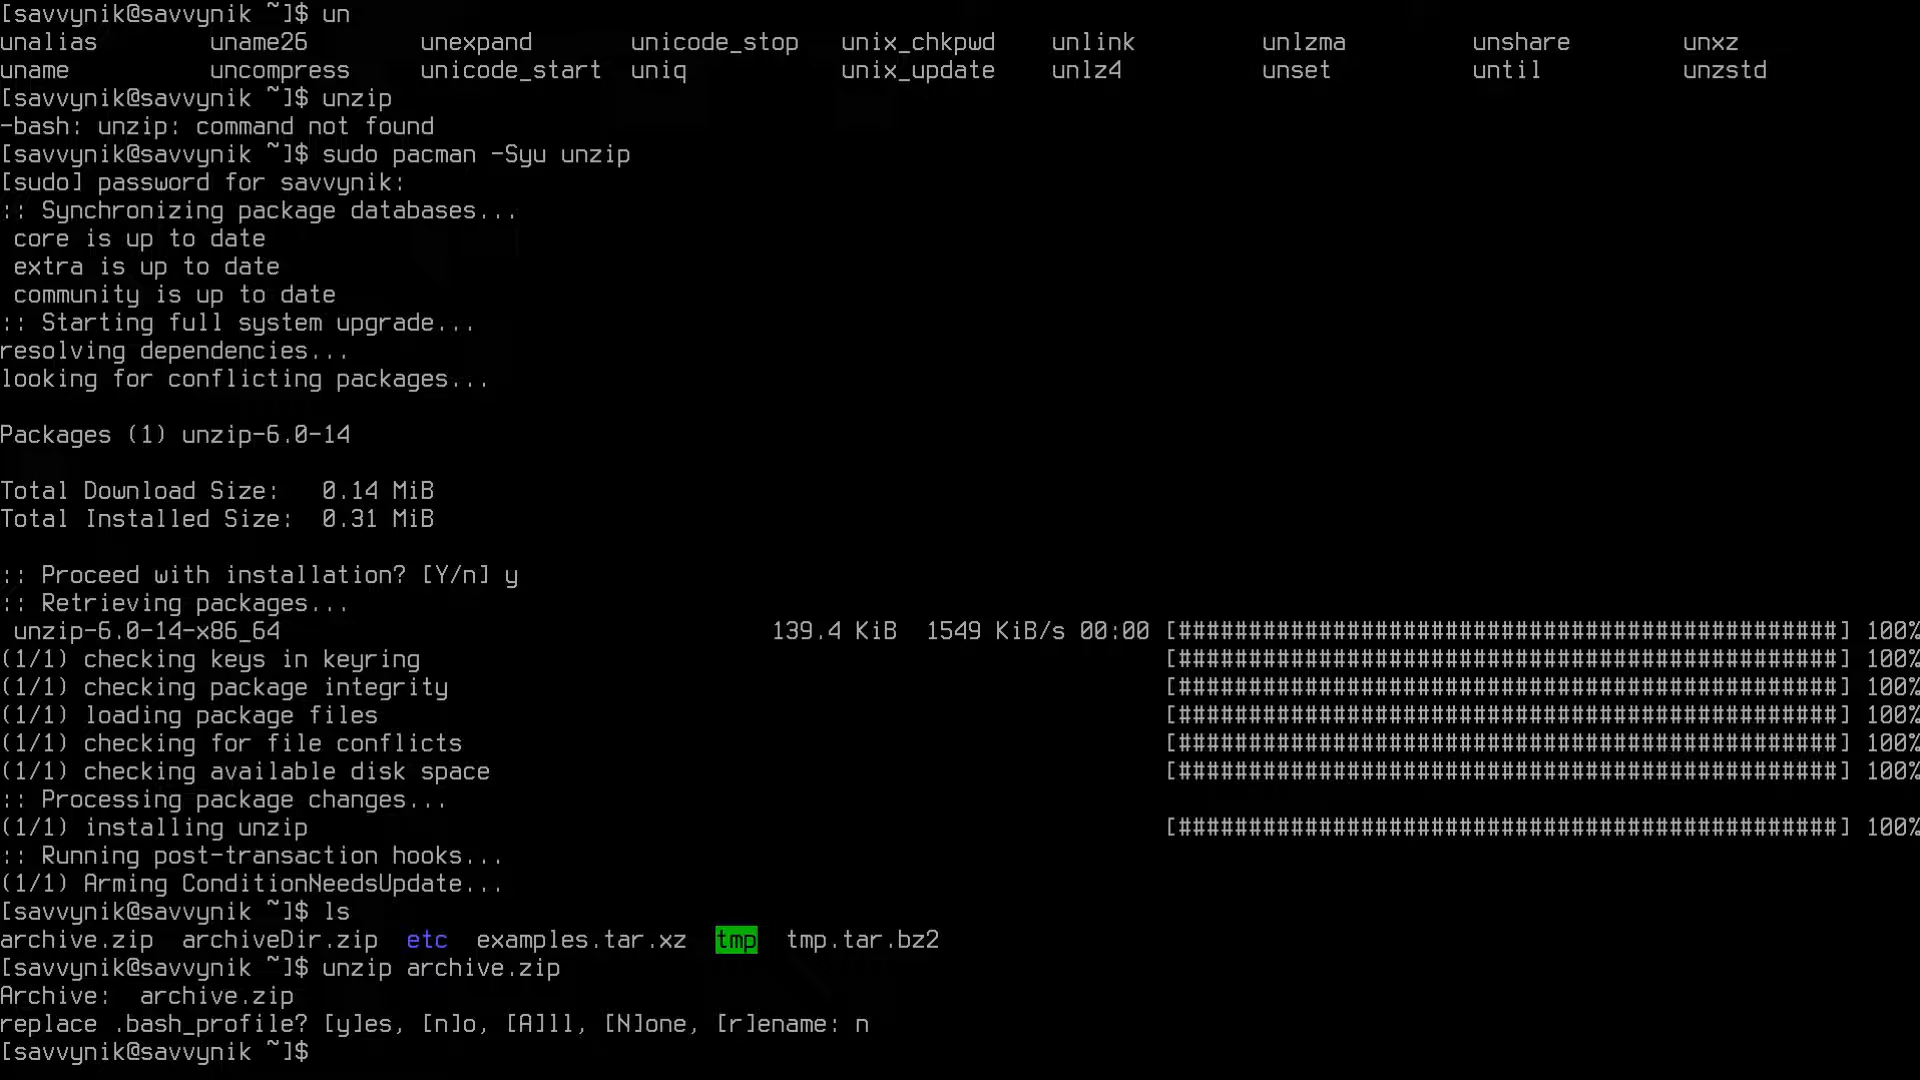 [savvynik@savvynik ~]$ un
unalias        uname26        unexpand       unicode_stop   unix_chkpwd    unlink         unlzma         unshare        unxz
uname          uncompress     unicode_start  uniq           unix_update    unlz4          unset          until          unzstd
[savvynik@savvynik ~]$ unzip
-bash: unzip: command not found
[savvynik@savvynik ~]$ sudo pacman -Syu unzip
[sudo] password for savvynik:
:: Synchronizing package databases...
 core is up to date
 extra is up to date
 community is up to date
:: Starting full system upgrade...
resolving dependencies...
looking for conflicting packages...

Packages (1) unzip-6.0-14

Total Download Size:   0.14 MiB
Total Installed Size:  0.31 MiB

:: Proceed with installation? [Y/n] y
:: Retrieving packages...
 unzip-6.0-14-x86_64                                   139.4 KiB  1549 KiB/s 00:00 [###############################################] 100%
(1/1) checking keys in keyring                                                     [###############################################] 100%
(1/1) checking package integrity                                                   [###############################################] 100%
(1/1) loading package files                                                        [###############################################] 100%
(1/1) checking for file conflicts                                                  [###############################################] 100%
(1/1) checking available disk space                                                [###############################################] 100%
:: Processing package changes...
(1/1) installing unzip                                                             [###############################################] 100%
:: Running post-transaction hooks...
(1/1) Arming ConditionNeedsUpdate...
[savvynik@savvynik ~]$ ls
archive.zip  archiveDir.zip  etc  examples.tar.xz  tmp  tmp.tar.bz2
[savvynik@savvynik ~]$ unzip archive.zip
Archive:  archive.zip
replace .bash_profile? [y]es, [n]o, [A]ll, [N]one, [r]ename: n
[savvynik@savvynik ~]$